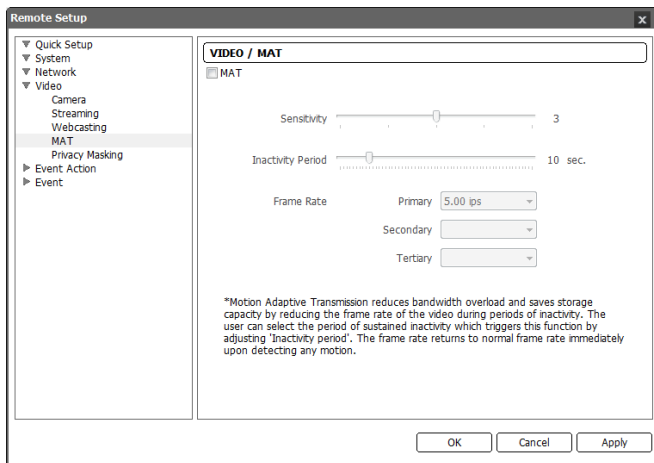 Remote Setup
x
Quick Setup
System
Network
Video
Camera
Streaming
Webcasting
MAT
Privacy Masking
Event Action
Event
VIDEO / MAT
MAT
Sensitivity 3
Inactivity Period 10 sec.
Frame Rate Primary 5.00 ips
Secondary
Tertiary
*Motion Adaptive Transmission reduces bandwidth overload and saves storage
capacity by reducing the frame rate of the video during periods of inactivity. The
user can select the period of sustained inactivity which triggers this function by
adjusting 'Inactivity period'. The frame rate returns to normal frame rate immediately
upon detecting any motion.
OK Cancel Apply